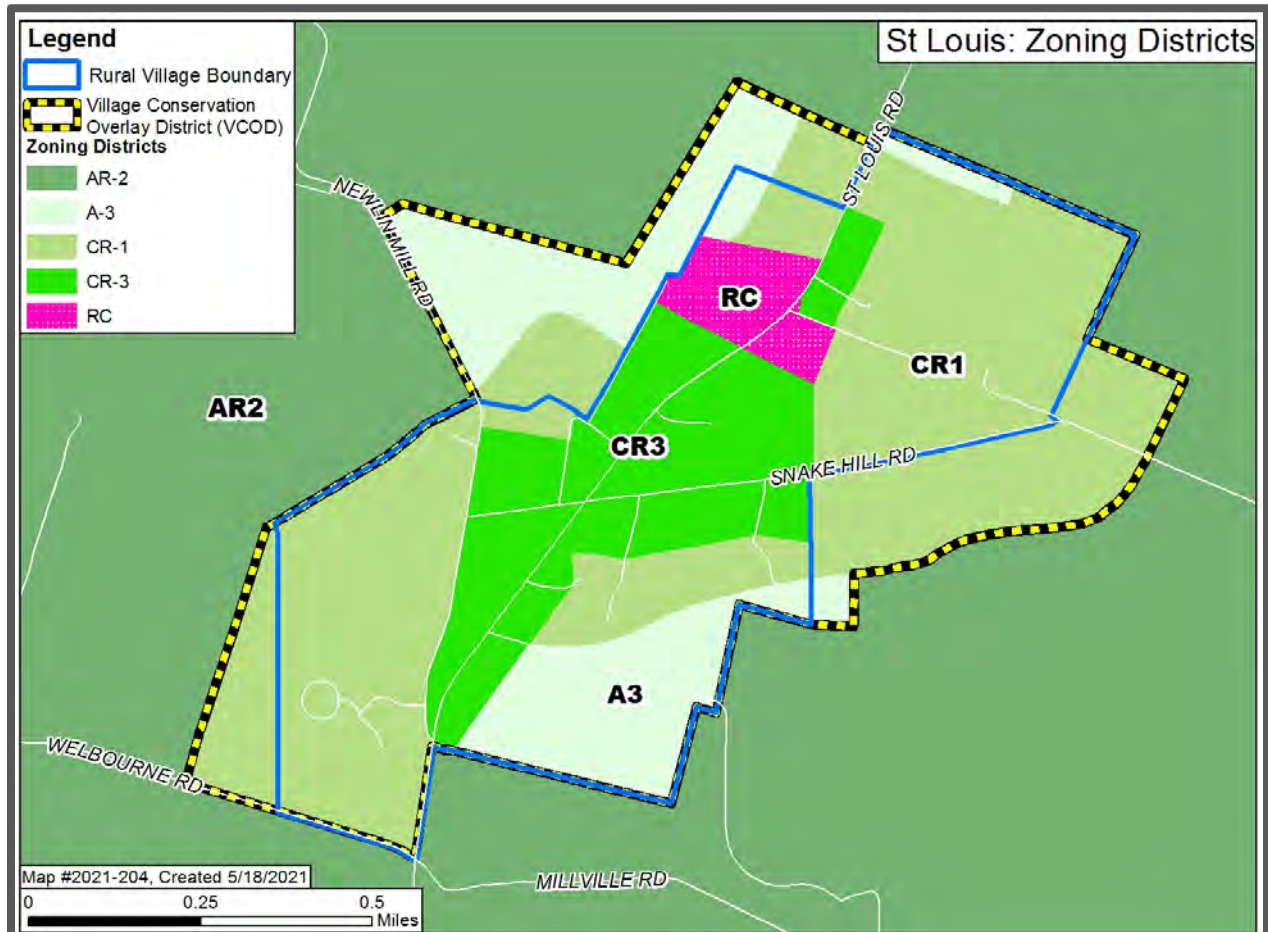 Legend
Rural Village Boundary
Village Conservation
Overlay District (VCOD)
Zoning Districts
AR-2
A-3
CR-1
CR-3
RC
St Louis: Zoning Districts
ST LOUIS RD
NEWLIN MILL RD
RC
CR1
AR2
CR3
SNAKE HILL RD
A3
WELBOURNE RD
MILLVILLE RD
Map #2021-204, Created 5/18/2021
0 0.25 0.5
Miles